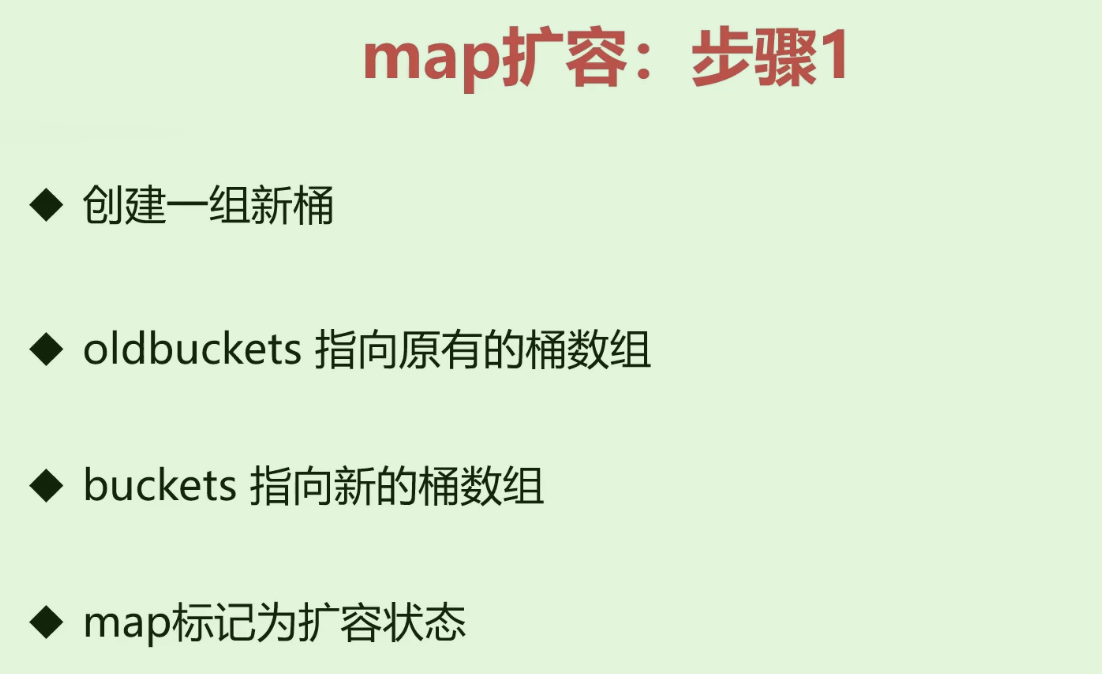 map扩容：步骤1
◆ 创建一组新桶
◆ oldbuckets 指向原有的桶数组
◆ buckets 指向新的桶数组
◆ map标记为扩容状态